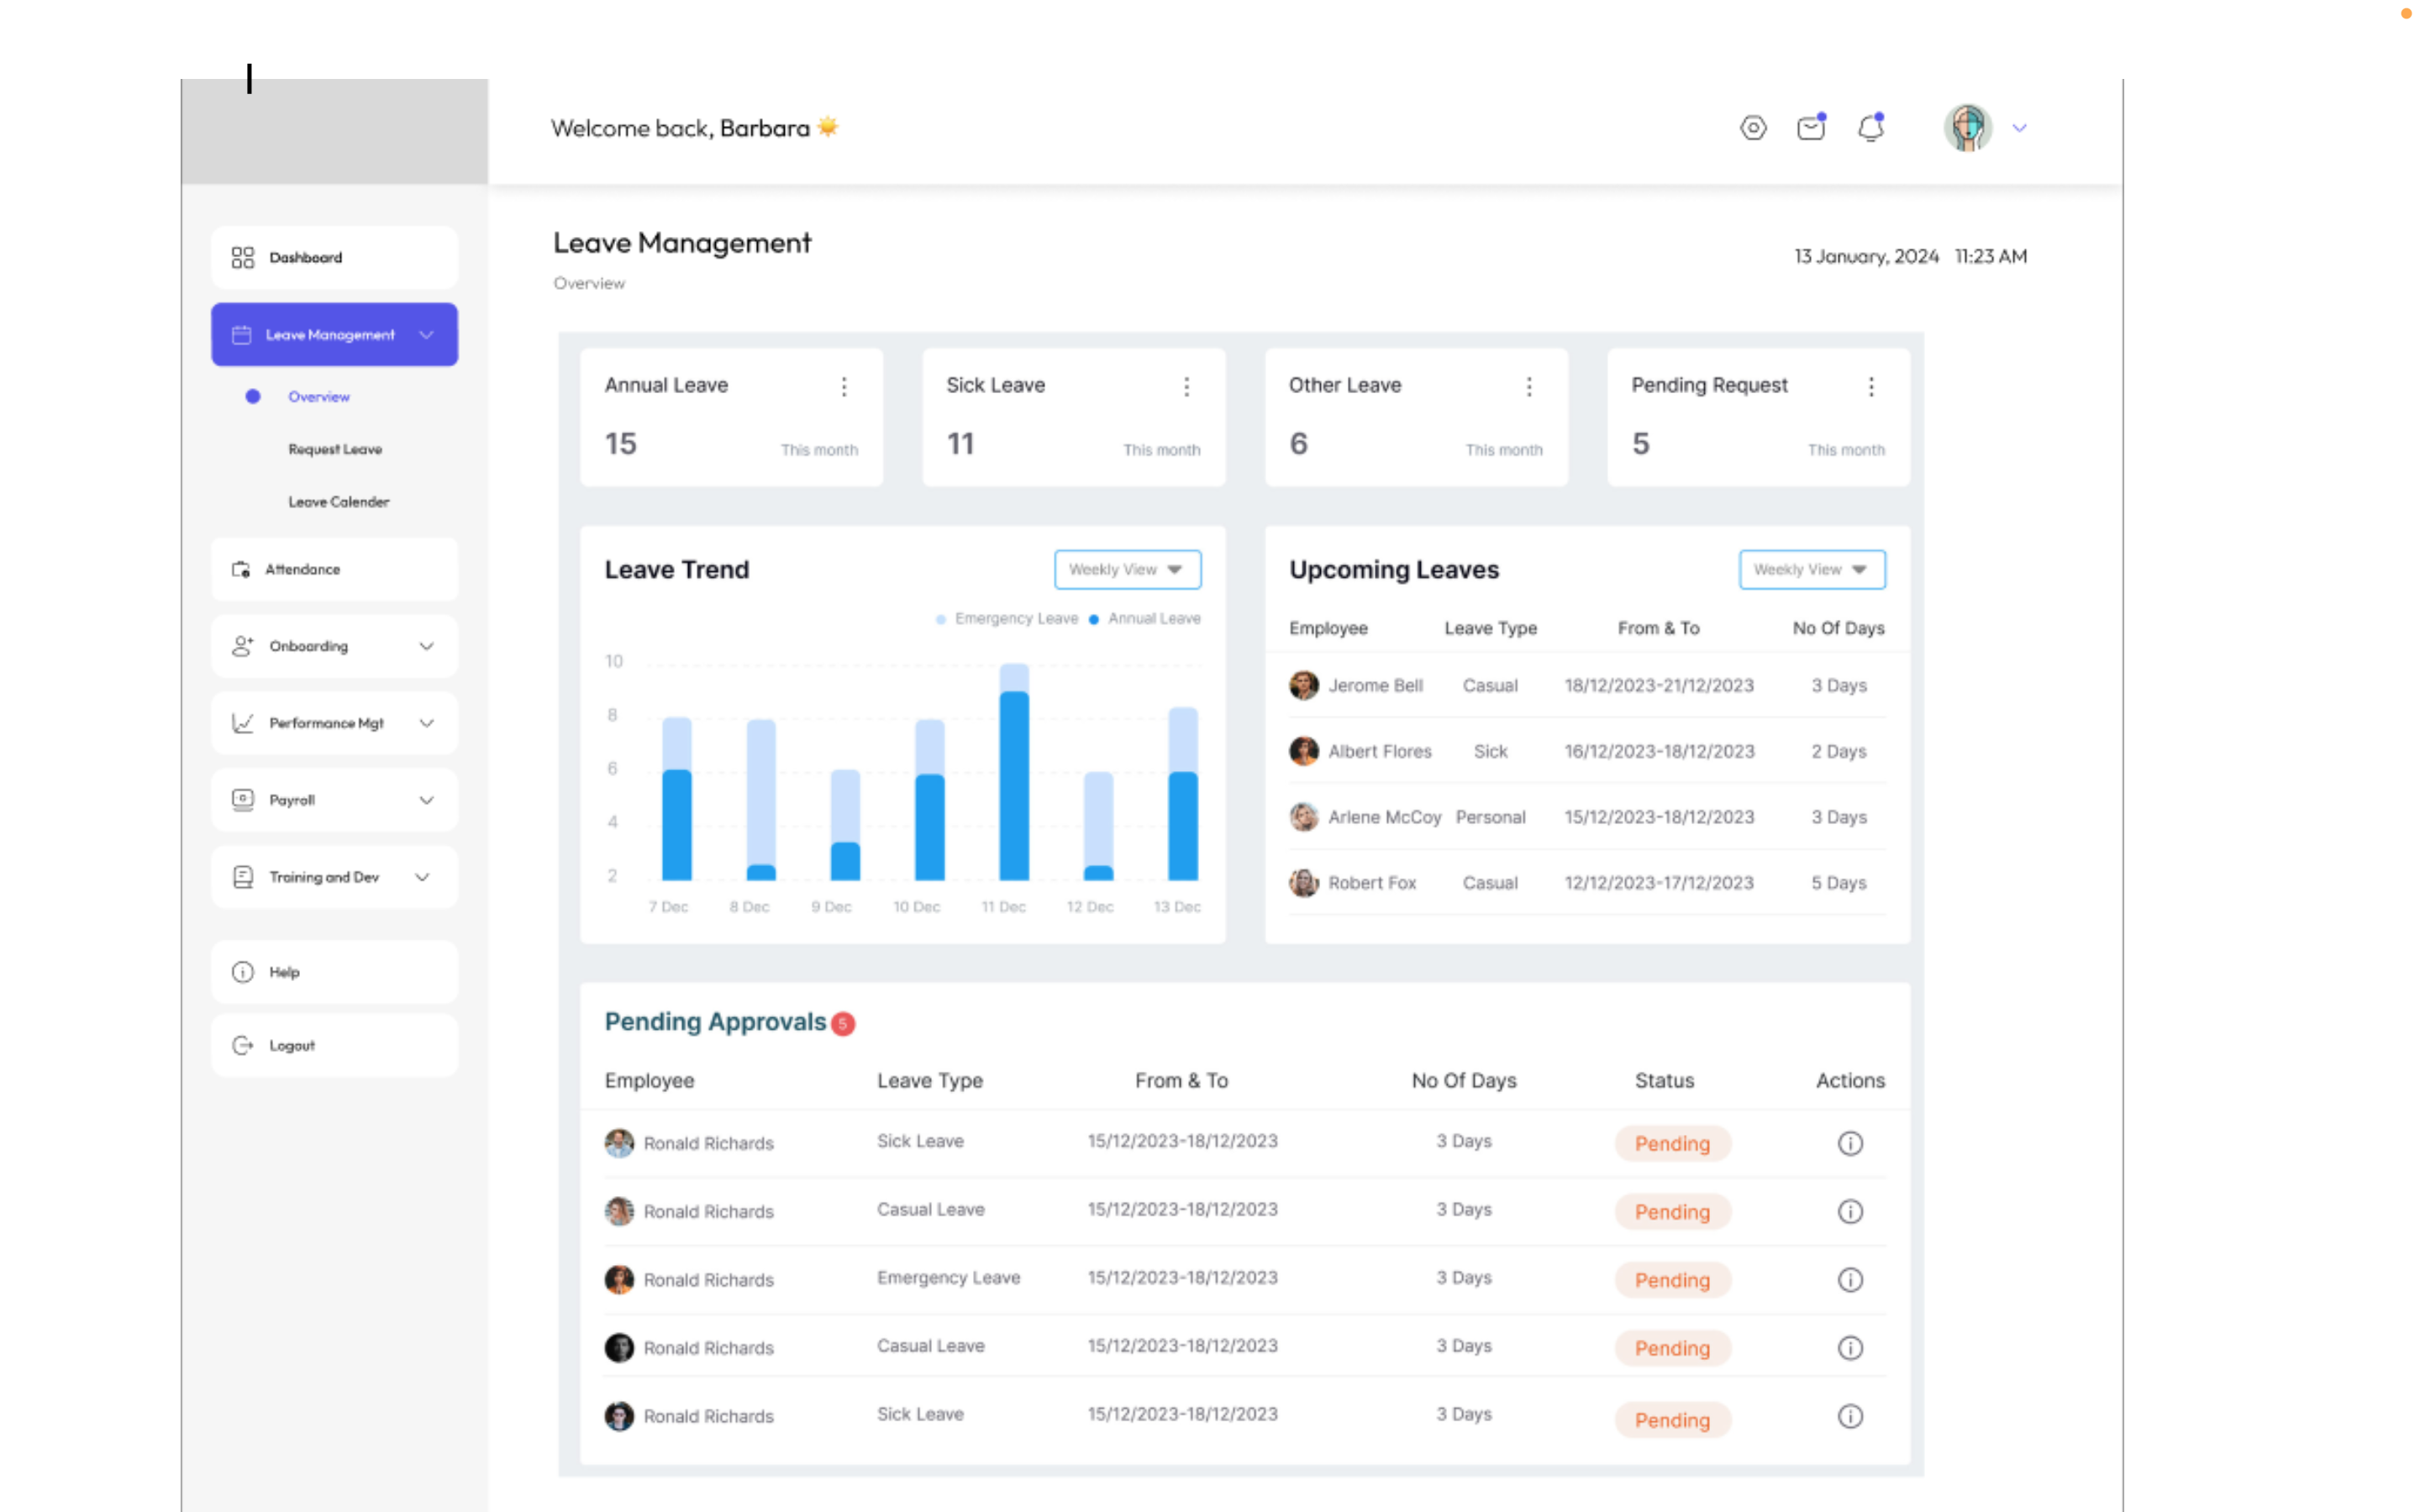 Welcome back, Barbara
Dashboard
Leave Management
Overview
Request Leave
Leave Calender
Attendance
Onboarding
Performance Mgt
Payroll
Training and Dev
Help
Logout
Leave Management
Overview
13 January, 2024 11:23 AM
Annual Leave
15 This month
Sick Leave
11 This month
Other Leave
6 This month
Pending Request
5 This month
Leave Trend Weekly View
Emergency Leave Annual Leave
10
8
6
4
2
7 Dec 8 Dec 9 Dec 10 Dec 11 Dec 12 Dec 13 Dec
Upcoming Leaves Weekly View
Employee Leave Type From & To No Of Days
Jerome Bell Casual 18/12/2023-21/12/2023 3 Days
Albert Flores Sick 16/12/2023-18/12/2023 2 Days
Arlene McCoy Personal 15/12/2023-18/12/2023 3 Days
Robert Fox Casual 12/12/2023-17/12/2023 5 Days
Pending Approvals 5
Employee Leave Type From & To No Of Days Status Actions
Ronald Richards Sick Leave 15/12/2023-18/12/2023 3 Days Pending
Ronald Richards Casual Leave 15/12/2023-18/12/2023 3 Days Pending
Ronald Richards Emergency Leave 15/12/2023-18/12/2023 3 Days Pending
Ronald Richards Casual Leave 15/12/2023-18/12/2023 3 Days Pending
Ronald Richards Sick Leave 15/12/2023-18/12/2023 3 Days Pending